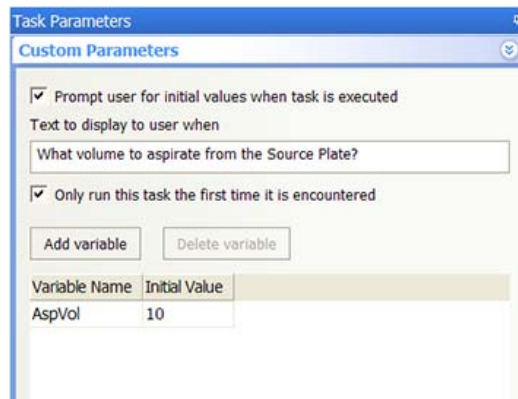 Task Parameters
Custom Parameters
Prompt user for initial values when task is executed
Text to display to user when
What volume to aspirate from the Source Plate?
Only run this task the first time it is encountered
Add variable Delete variable
Variable Name Initial Value
AspVol 10